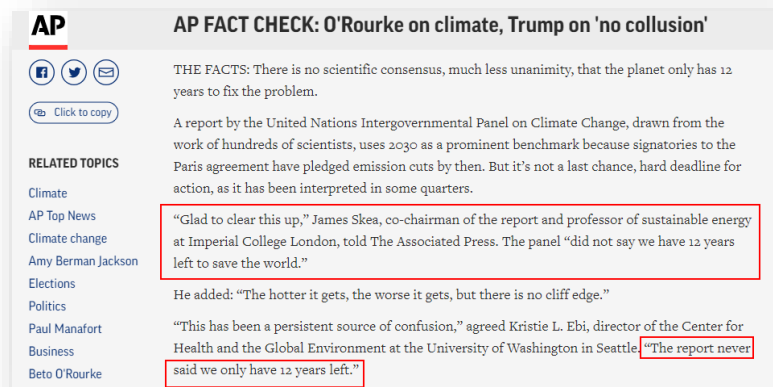 AP
AP FACT CHECK: O'Rourke on climate, Trump on 'no collusion'
Click to copy
RELATED TOPICS
Climate
AP Top News
Climate change
Amy Berman Jackson
Elections
Politics
Paul Manafort
Business
Beto O'Rourke
THE FACTS: There is no scientific consensus, much less unanimity, that the planet only has 12
years to fix the problem.
A report by the United Nations Intergovernmental Panel on Climate Change, drawn from the
work of hundreds of scientists, uses 2030 as a prominent benchmark because signatories to the
Paris agreement have pledged emission cuts by then. But it's not a last chance, hard deadline for
action, as it has been interpreted in some quarters.
“Glad to clear this up,” James Skea, co-chairman of the report and professor of sustainable energy
at Imperial College London, told The Associated Press. The panel “did not say we have 12 years
left to save the world.”
He added: “The hotter it gets, the worse it gets, but there is no cliff edge.”
“This has been a persistent source of confusion,” agreed Kristie L. Ebi, director of the Center for
Health and the Global Environment at the University of Washington in Seattle. “The report never
said we only have 12 years left.”